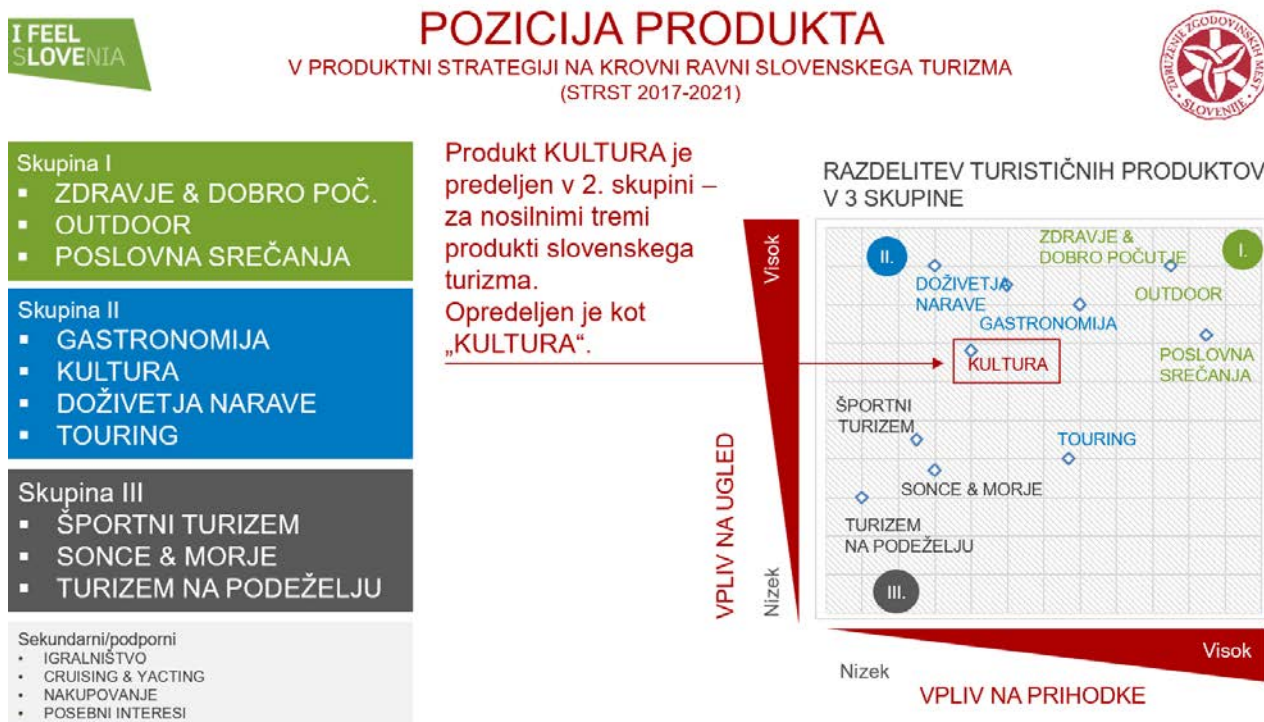 I FEEL
SLOVENIA
POZICIJA PRODUKTA
V PRODUKTNI STRATEGIJI NA KROVNI RAVNI SLOVENSKEGA TURIZMA
(STRST 2017-2021)
ZDRUŽENJE ZGODOVINSKIH MEST
SLOVENIJE
Skupina I
▪ ZDRAVJE & DOBRO POČ.
▪ OUTDOOR
▪ POSLOVNA SREČANJA
Skupina II
▪ GASTRONOMIJA
▪ KULTURA
▪ DOŽIVETJA NARAVE
▪ TOURING
Skupina III
▪ ŠPORTNI TURIZEM
▪ SONCE & MORJE
▪ TURIZEM NA PODEŽELJU
Sekundarni/podporni
• IGRALNIŠTVO
• CRUISING & YACTING
• NAKUPOVANJE
• POSEBNI INTERESI
Produkt KULTURA je
predeljen v 2. skupini –
za nosilnimi tremi
produkti slovenskega
turizma.
Opredeljen je kot
„KULTURA“.
RAZDELITEV TURISTIČNIH PRODUKTOV
V 3 SKUPINE
Visok
VPLIV NA UGLED
Nizek
II.
I.
ZDRAVJE &
DOBRO POČUTJE
DOŽIVETJA
NARAVE
OUTDOOR
GASTRONOMIJA
KULTURA
POSLOVNA
SREČANJA
ŠPORTNI
TURIZEM
TOURING
SONCE & MORJE
TURIZEM
NA PODEŽELJU
III.
Nizek
Visok
VPLIV NA PRIHODKE